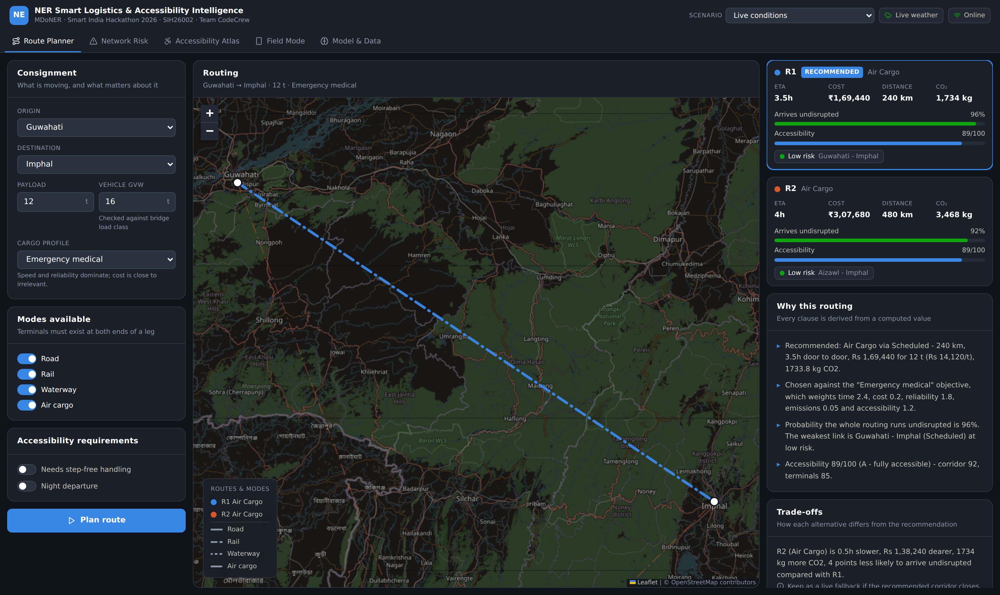 NE
NER Smart Logistics & Accessibility Intelligence
MDoNER · Smart India Hackathon 2026 · SIH26002 · Team CodeCrew
SCENARIO
Live conditions
Live weather
Online
Route Planner
Network Risk
Accessibility Atlas
Field Mode
Model & Data
Consignment
What is moving, and what matters about it
ORIGIN
Guwahati
DESTINATION
Imphal
PAYLOAD
VEHICLE GVW
12 t
16 t
Checked against bridge
load class
CARGO PROFILE
Emergency medical
Speed and reliability dominate; cost is close to
irrelevant.
Modes available
Terminals must exist at both ends of a leg
Road
Rail
Waterway
Air cargo
Accessibility requirements
Needs step-free handling
Night departure
Plan route
Routing
Guwahati → Imphal · 12 t · Emergency medical
+
−
Mangaldoi
Moirabari
Sipajhar
Bhuragaon
Nagaon
Golaghat
Merapar
Marigaon
Marigaon
Barapujia
Raha
Barpathar
Sarupathar
ualkuchi
Guwahati
Dispur
Jorabat
Byrnihat
Nakhola
Daboka
Karbi Anglong
Baghuliaghat
Bokajan
Hojai
Hojai
Lanka
Manja
Marat Longri
WLS
Dimapur
Nongpoh
Hamren
Diphu
Chumukedima
Medziphema
Lumding
Kohima
Kohim
Eastern
West Khasi
Hills
Intangki
National
Park
Shillong
Peren
Umrangso
Langting
Jowai
Peren
East Khasi
Hills
Dima Hasao
Sen
Khliehriat
Mawspong
Sohra (Cherrapunji)
Maibong
East Jaintia
Hills
Senapati
Haflong
Kangpokpi
জৈন্তাপুর
কোম্পানিগঞ্জ
গোয়াইনঘাট
Barail WLS
Tamenglong
district
Saikul
কানাইঘাট
Kangpokpi
district
Tamenglong
Leimakhong
জকিগঞ্জ
Badarpur
Noney
বিয়ানীবাজার
Silchar
Jiribam
Imphal
Noney
district
Sonai
Lilong
বড়লেখা
Hailakandi
Thoubal
Bishnupur
জুড়ী
Heirok
Ramkrishna
Nagar
Lala
কুলাউড়া
Moirang
Kakching
মৌলভীবাজার
Dullabhcherra
Vairengte
ROUTES & MODES
R1 Air Cargo
R2 Air Cargo
Road
Rail
Waterway
Air cargo
Leaflet | © OpenStreetMap contributors
R1 RECOMMENDED Air Cargo
ETA COST DISTANCE CO₂
3.5h ₹1,69,440 240 km 1,734 kg
Arrives undisrupted 96%
Accessibility 89/100
Low risk Guwahati - Imphal
R2 Air Cargo
ETA COST DISTANCE CO₂
4h ₹3,07,680 480 km 3,468 kg
Arrives undisrupted 92%
Accessibility 89/100
Low risk Aizawl - Imphal
Why this routing
Every clause is derived from a computed value
Recommended: Air Cargo via Scheduled - 240 km,
3.5h door to door, Rs 1,69,440 for 12 t (Rs 14,120/t),
1733.8 kg CO2.
Chosen against the "Emergency medical" objective,
which weights time 2.4, cost 0.2, reliability 1.8,
emissions 0.05 and accessibility 1.2.
Probability the whole routing runs undisrupted is 96%.
The weakest link is Guwahati - Imphal (Scheduled) at
low risk.
Accessibility 89/100 (A - fully accessible) - corridor 92,
terminals 85.
Trade-offs
How each alternative differs from the recommendation
R2 (Air Cargo) is 0.5h slower, Rs 1,38,240 dearer, 1734
kg more CO2, 4 points less likely to arrive undisrupted
compared with R1.
Keep as a live fallback if the recommended corridor closes.